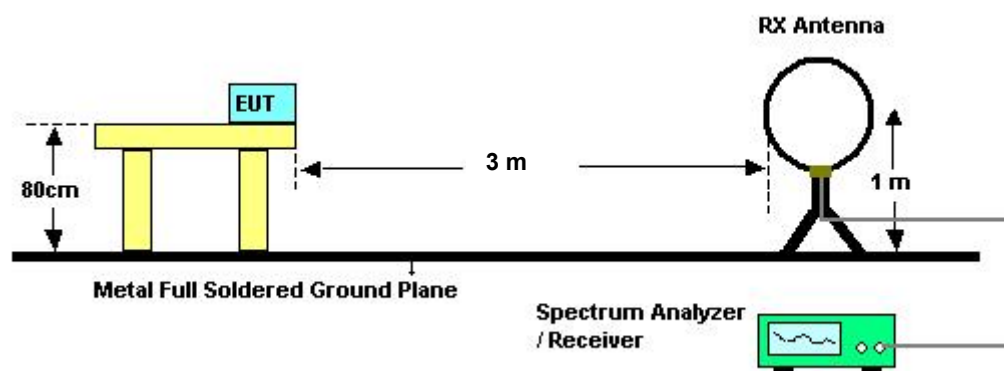 RX Antenna
EUT
3 m
80cm
1 m
Metal Full Soldered Ground Plane
Spectrum Analyzer
/ Receiver